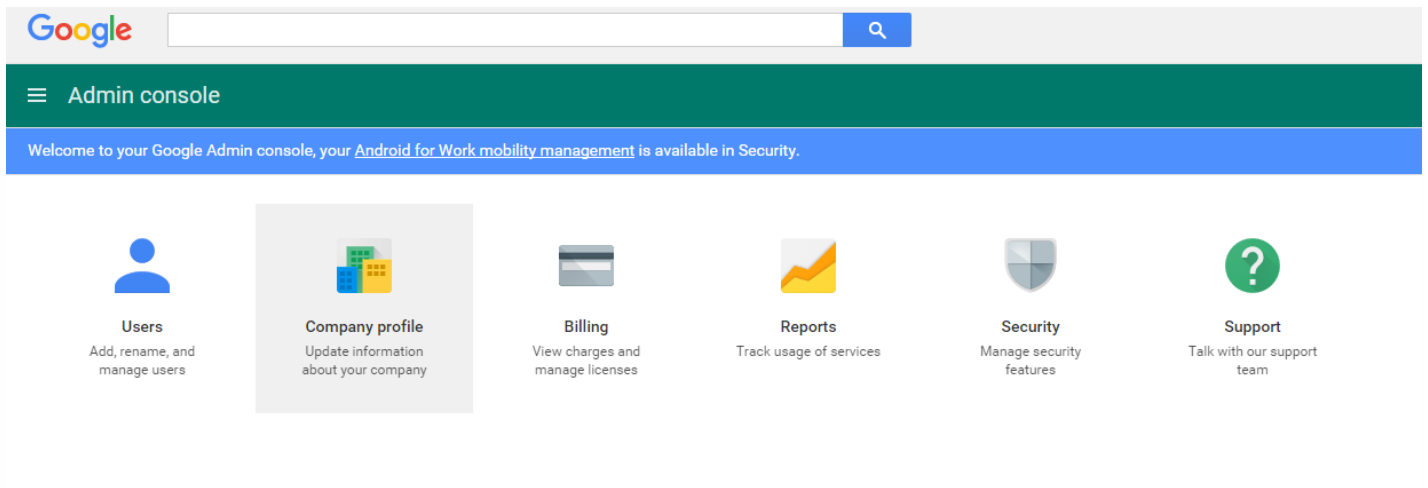 Google
Admin console
Welcome to your Google Admin console, your Android for Work mobility management is available in Security.
Users
Add, rename, and
manage users
Company profile
Update information
about your company
Billing
View charges and
manage licenses
Reports
Track usage of services
Security
Manage security
features
Support
Talk with our support
team